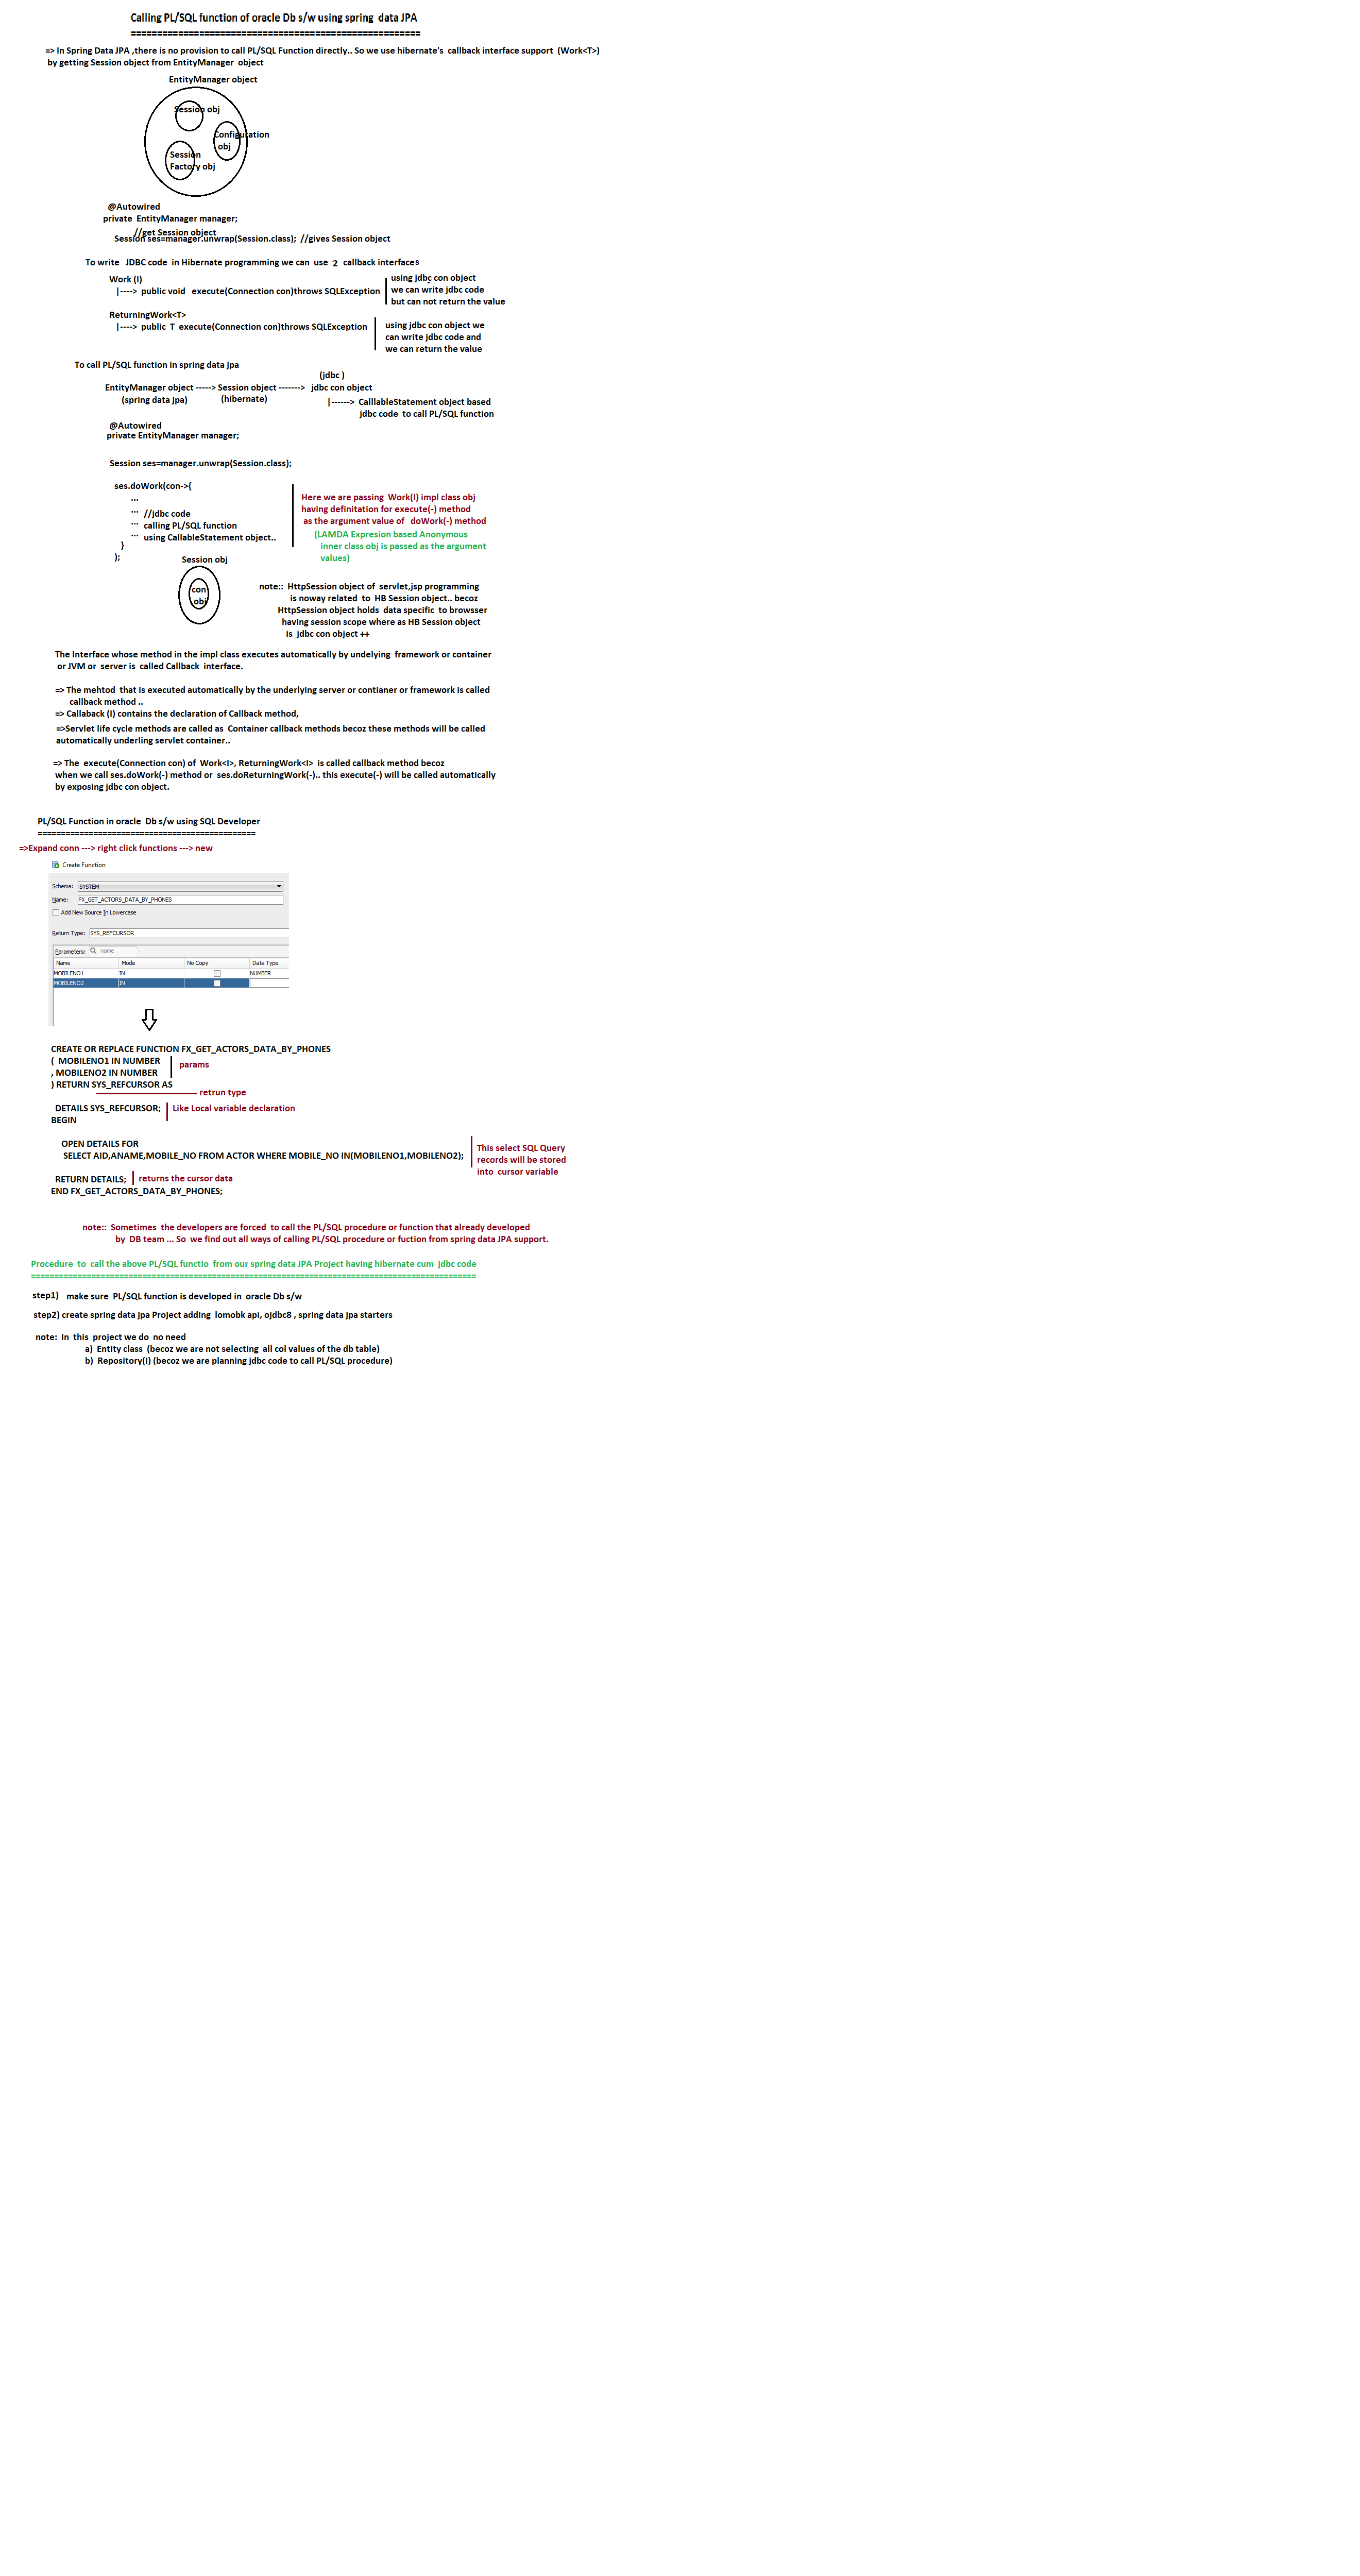 Calling PL/SQL function of oracle Db s/w using spring  data JPA
=====================================================
=> In Spring Data JPA ,there is no provision to call PL/SQL Function directly.. So we use hibernate's  callback interface support  (Work<T>)
by getting Session object from EntityManager  object
EntityManager object
Session obj
Configuration
obj
Session
Factory obj
@Autowired
private  EntityManager manager;
//get Session object
Session ses=manager.unwrap(Session.class);  //gives Session object
To write   JDBC code  in Hibernate programming we can  use  2  callback interfaces
Work (I)
|---->  public void   execute(Connection con)throws SQLException
using jdbc con object
we can write jdbc code
but can not return the value
ReturningWork<T>
|---->  public  T  execute(Connection con)throws SQLException
using jdbc con object we
can write jdbc code and
we can return the value
To call PL/SQL function in spring data jpa
(jdbc )
EntityManager object -----> Session object ------->   jdbc con object
(spring data jpa)
(hibernate)
|------>  CalllableStatement object based
jdbc code  to call PL/SQL function
@Autowired
private EntityManager manager;
Session ses=manager.unwrap(Session.class);
ses.doWork(con->{
...
...  //jdbc code
...  calling PL/SQL function
...  using CallableStatement object..
}
);
Here we are passing  Work(I) impl class obj
having definitation for execute(-) method
as the argument value of   doWork(-) method
(LAMDA Expresion based Anonymous
inner class obj is passed as the argument
values)
Session obj
con
obj
note::  HttpSession object of  servlet,jsp programming
is noway related  to  HB Session object.. becoz
HttpSession object holds  data specific  to browsser
having session scope where as HB Session object
is  jdbc con object ++
The Interface whose method in the impl class executes automatically by undelying  framework or container
or JVM or  server is  called Callback  interface.
=> The mehtod  that is executed automatically by the underlying server or contianer or framework is called
callback method ..
=> Callaback (I) contains the declaration of Callback method,
=>Servlet life cycle methods are called as  Container callback methods becoz these methods will be called
automatically underling servlet container..
=> The  execute(Connection con) of  Work<I>, ReturningWork<I>  is called callback method becoz
when we call ses.doWork(-) method or  ses.doReturningWork(-).. this execute(-) will be called automatically
by exposing jdbc con object.
PL/SQL Function in oracle  Db s/w using SQL Developer
===============================================
=>Expand conn ---> right click functions ---> new
Create Function
Schema: SYSTEM
Name: FX_GET_ACTORS_DATA_BY_PHONES
Add New Source In Lowercase
Return Type: SYS_REFCURSOR
Parameters: name
Name Mode No Copy Data Type
MOBILENO1 IN NUMBER
MOBILENO2 IN
CREATE OR REPLACE FUNCTION FX_GET_ACTORS_DATA_BY_PHONES
(  MOBILENO1 IN NUMBER
, MOBILENO2 IN NUMBER
params
) RETURN SYS_REFCURSOR AS
retrun type
DETAILS SYS_REFCURSOR;
Like Local variable declaration
BEGIN
OPEN DETAILS FOR
SELECT AID,ANAME,MOBILE_NO FROM ACTOR WHERE MOBILE_NO IN(MOBILENO1,MOBILENO2);
This select SQL Query
records will be stored
into  cursor variable
RETURN DETAILS;
returns the cursor data
END FX_GET_ACTORS_DATA_BY_PHONES;
note::  Sometimes  the developers are forced  to call the PL/SQL procedure or function that already developed
by  DB team ... So  we find out all ways of calling PL/SQL procedure or fuction from spring data JPA support.
Procedure  to  call the above PL/SQL functio  from our spring data JPA Project having hibernate cum  jdbc code
================================================================================================
step1)   make sure  PL/SQL function is developed in  oracle Db s/w
step2) create spring data jpa Project adding  lomobk api, ojdbc8 , spring data jpa starters
note:  In  this  project we do  no need
a)  Entity class  (becoz we are not selecting  all col values of the db table)
b)  Repository(I) (becoz we are planning jdbc code to call PL/SQL procedure)